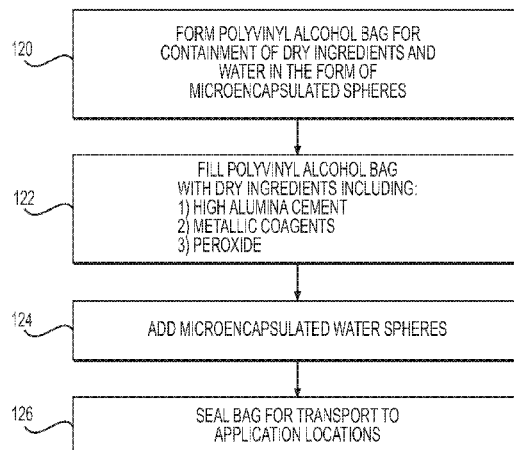 120
FORM POLYVINYL ALCOHOL BAG FOR
CONTAINMENT OF DRY INGREDIENTS AND
WATER IN THE FORM OF
MICROENCAPSULATED SPHERES
122
FILL POLYVINYL ALCOHOL BAG
WITH DRY INGREDIENTS INCLUDING:
1) HIGH ALUMINA CEMENT
2) METALLIC COAGENTS
3) PEROXIDE
124
ADD MICROENCAPSULATED WATER SPHERES
126
SEAL BAG FOR TRANSPORT TO
APPLICATION LOCATIONS